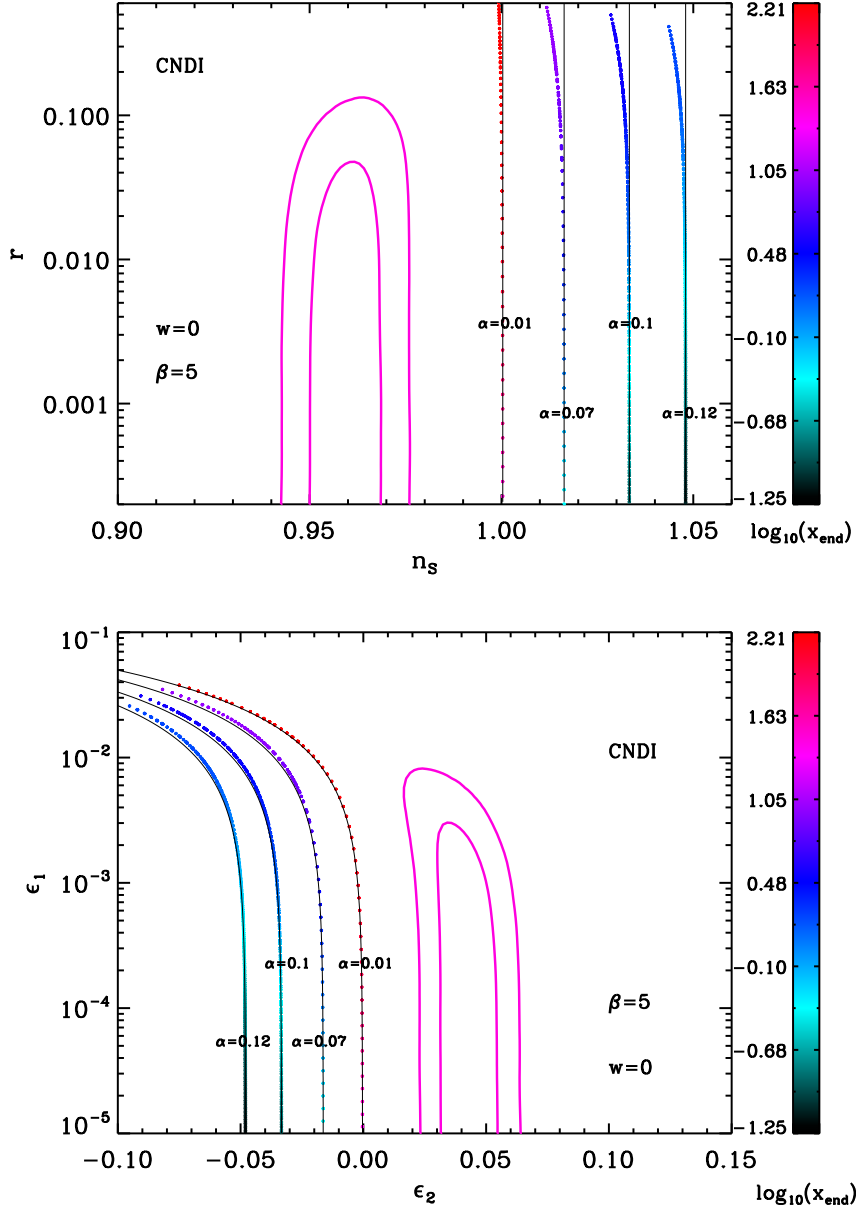 CNDI
r
0.100
0.010
0.001
w=0
β=5
α=0.01
α=0.1
α=0.07
α=0.12
0.90
0.95
1.00
1.05
n_S
2.21
1.63
1.05
0.48
−0.10
−0.68
−1.25
log₁₀(x_end)
10⁻¹
10⁻²
10⁻³
10⁻⁴
10⁻⁵
ϵ₁
CNDI
α=0.1
α=0.01
α=0.12
α=0.07
β=5
w=0
−0.10
−0.05
0.00
0.05
0.10
0.15
ϵ₂
2.21
1.63
1.05
0.48
−0.10
−0.68
−1.25
log₁₀(x_end)